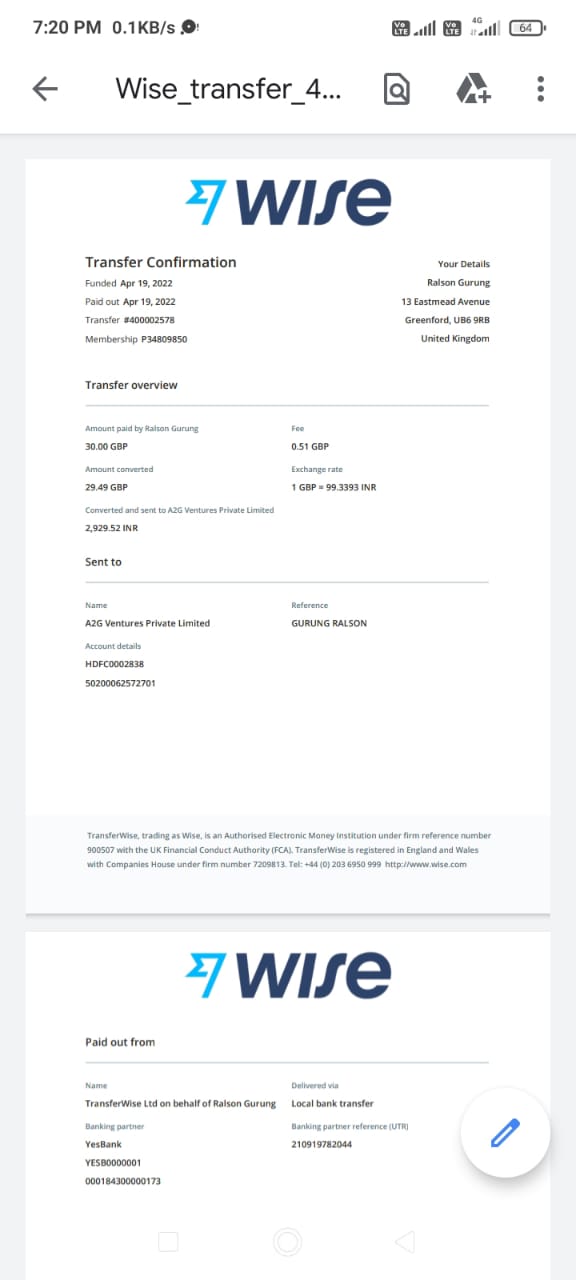 7:20 PM 0.1KB/s
Vo LTE Vo LTE 4G 64
Wise_transfer_4...
wise
Transfer Confirmation
Funded Apr 19, 2022
Paid out Apr 19, 2022
Transfer #400002578
Membership P34809850
Your Details
Ralson Gurung
13 Eastmead Avenue
Greenford, UB6 9RB
United Kingdom
Transfer overview
Amount paid by Ralson Gurung
30.00 GBP
Fee
0.51 GBP
Amount converted
29.49 GBP
Exchange rate
1 GBP = 99.3393 INR
Converted and sent to A2G Ventures Private Limited
2,929.52 INR
Sent to
Name
A2G Ventures Private Limited
Reference
GURUNG RALSON
Account details
HDFC0002838
50200062572701
TransferWise, trading as Wise, is an Authorised Electronic Money Institution under firm reference number
900507 with the UK Financial Conduct Authority (FCA). TransferWise is registered in England and Wales
with Companies House under firm number 7209813. Tel: +44 (0) 203 6950 999 http://www.wise.com
wise
Paid out from
Name
TransferWise Ltd on behalf of Ralson Gurung
Delivered via
Local bank transfer
Banking partner
YesBank
YESB0000001
000184300000173
Banking partner reference (UTR)
210919782044